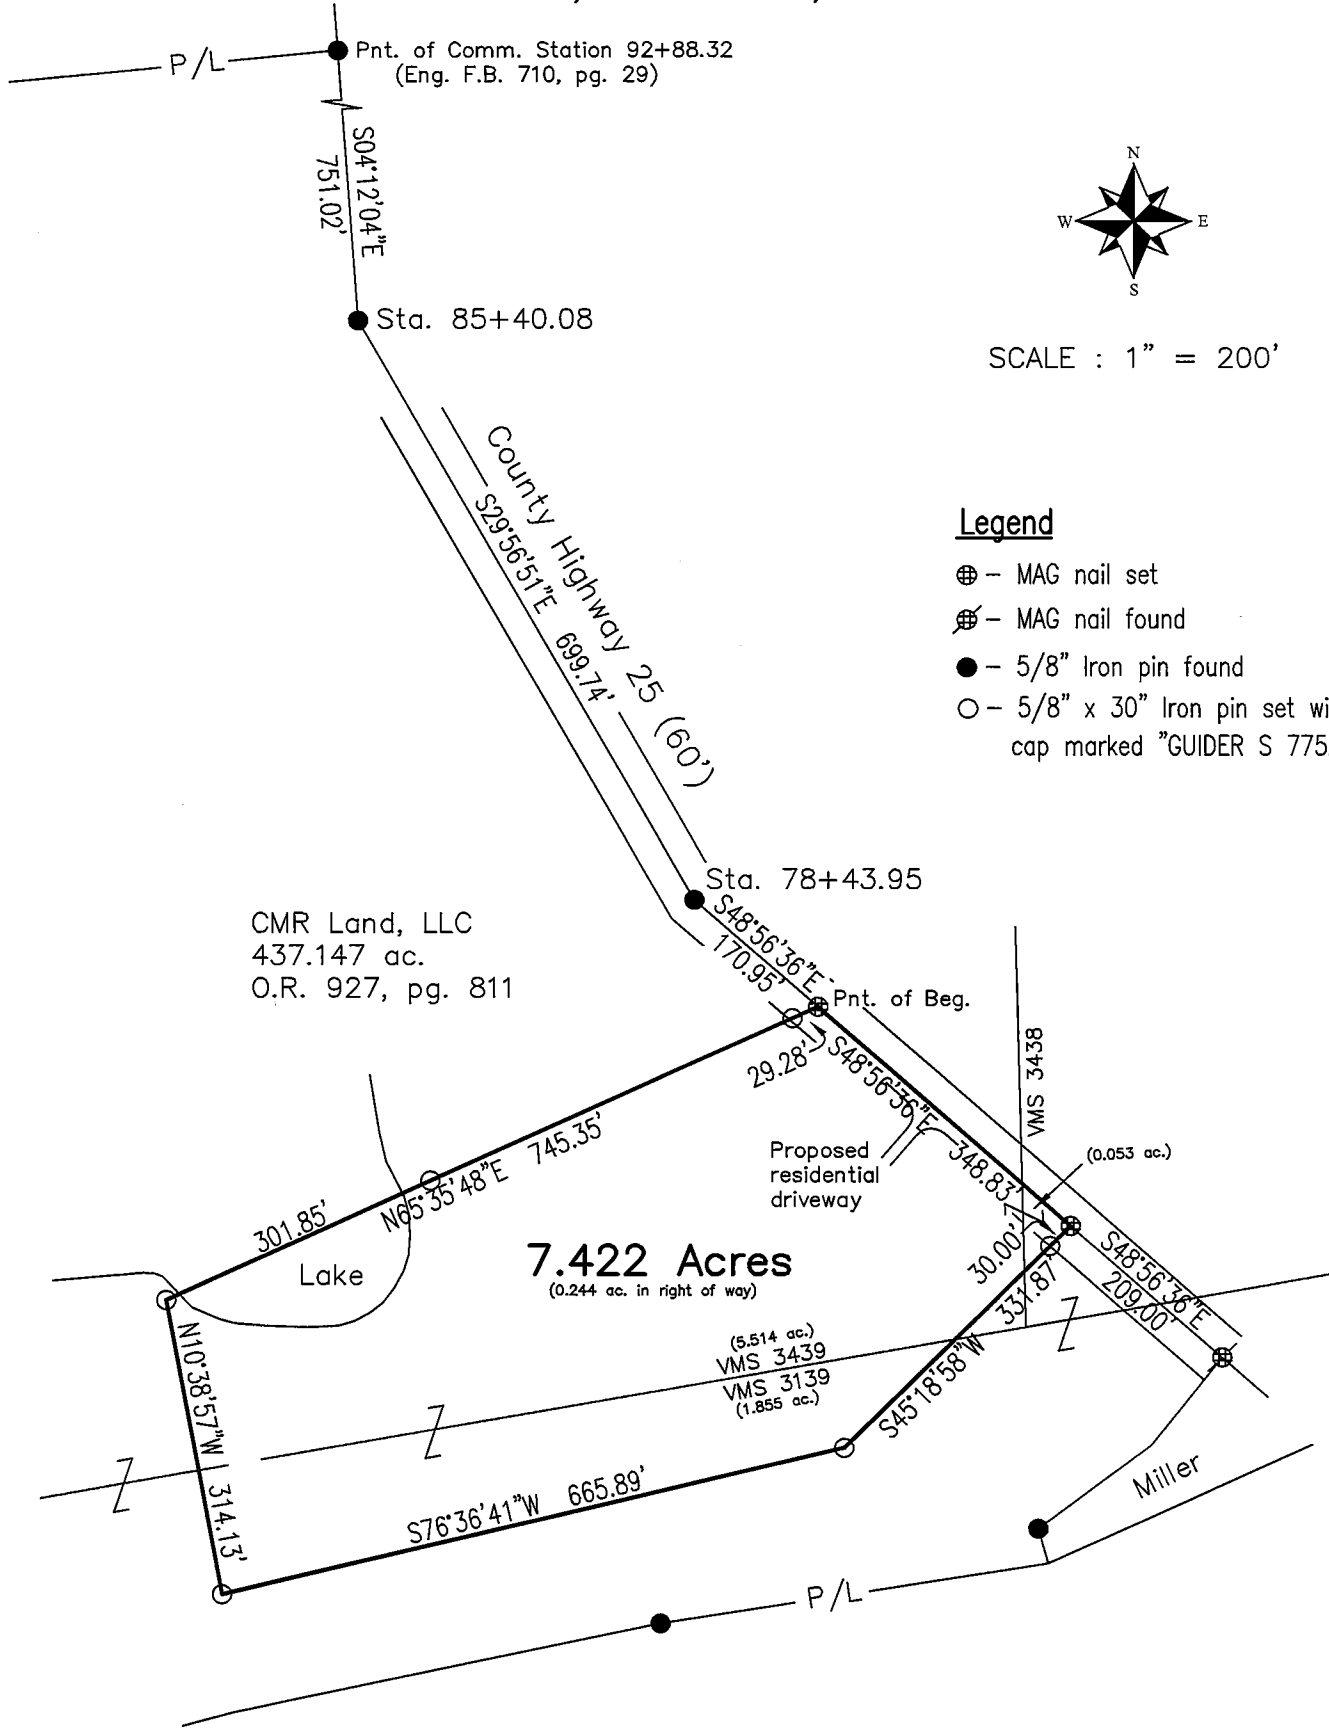 Pnt. of Comm. Station 92+88.32
(Eng. F.B. 710, pg. 29)
P/L
S04°12'04"E
751.02'
N
W
E
S
SCALE : 1" = 200'
Sta. 85+40.08
County Highway 25 (60')
S29°56'51"E 699.74'
Legend
– MAG nail set
– MAG nail found
– 5/8" Iron pin found
– 5/8" x 30" Iron pin set wi
cap marked "GUIDER S 775
Sta. 78+43.95
S48°56'36"E
170.95'
CMR Land, LLC
437.147 ac.
O.R. 927, pg. 811
Pnt. of Beg.
29.28'
S48°56'36"E 348.83'
VMS 3438
Proposed
residential
driveway
(0.053 ac.)
N65°35'48"E 745.35'
301.85'
Lake
7.422 Acres
(0.244 ac. in right of way)
30.00'
331.87'
S45°18'58"W
S48°56'36"E
209.00'
(5.514 ac.)
VMS 3439
VMS 3139
(1.855 ac.)
N10°38'57"W 314.13'
S76°36'41"W 665.89'
Miller
P/L